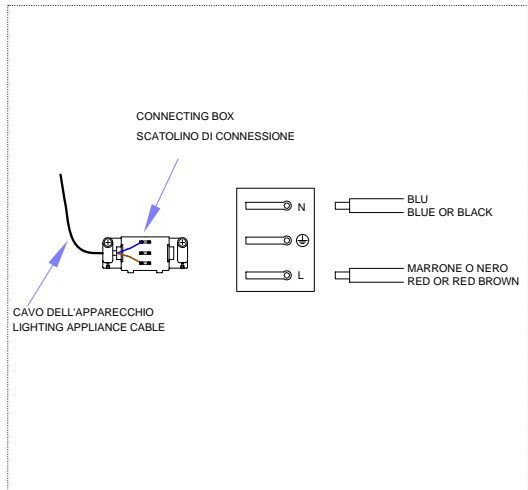 CONNECTING BOX
SCATOLINO DI CONNESSIONE
N
BLU
BLUE OR BLACK
L
MARRONE O NERO
RED OR RED BROWN
CAVO DELL'APPARECCHIO
LIGHTING APPLIANCE CABLE